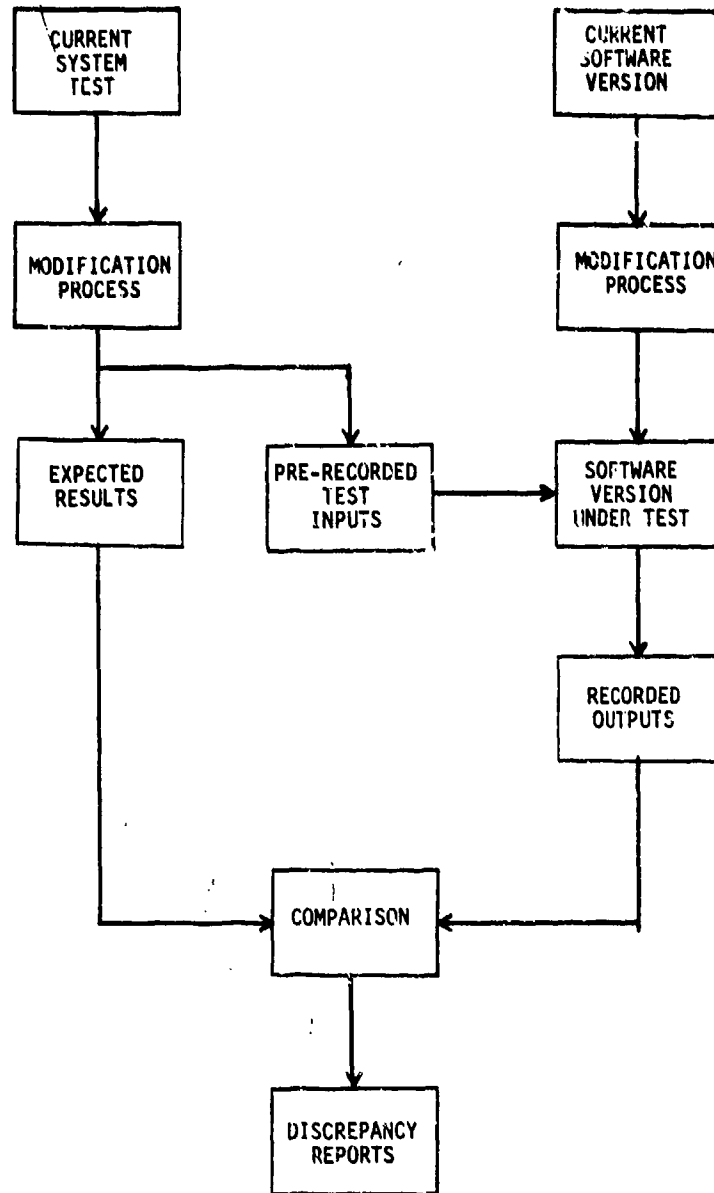 CURRENT
SYSTEM
TEST
CURRENT
SOFTWARE
VERSION
MODIFICATION
PROCESS
MODIFICATION
PROCESS
EXPECTED
RESULTS
PRE-RECORDED
TEST
INPUTS
SOFTWARE
VERSION
UNDER TEST
RECORDED
OUTPUTS
COMPARISON
DISCREPANCY
REPORTS